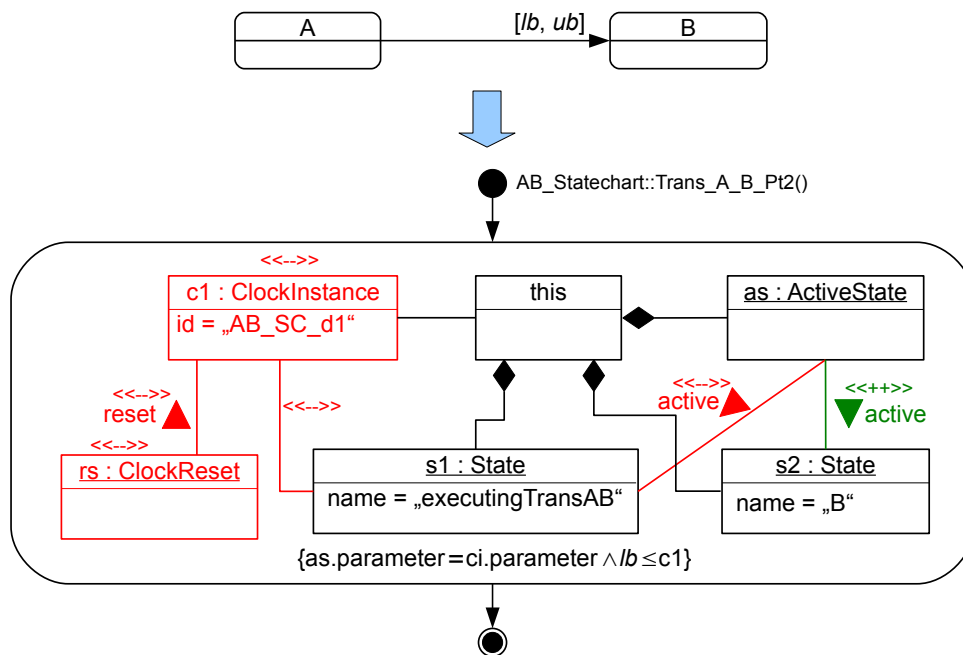 A
[lb, ub]
B
AB_Statechart::Trans_A_B_Pt2()
<<-->>
c1 : ClockInstance
id = „AB_SC_d1“
this
as : ActiveState
<<-->>
reset
<<-->>
<<-->>
active
<<++>>
active
<<-->>
rs : ClockReset
s1 : State
name = „executingTransAB“
s2 : State
name = „B“
{as.parameter=ci.parameter ∧ lb ≤ c1}